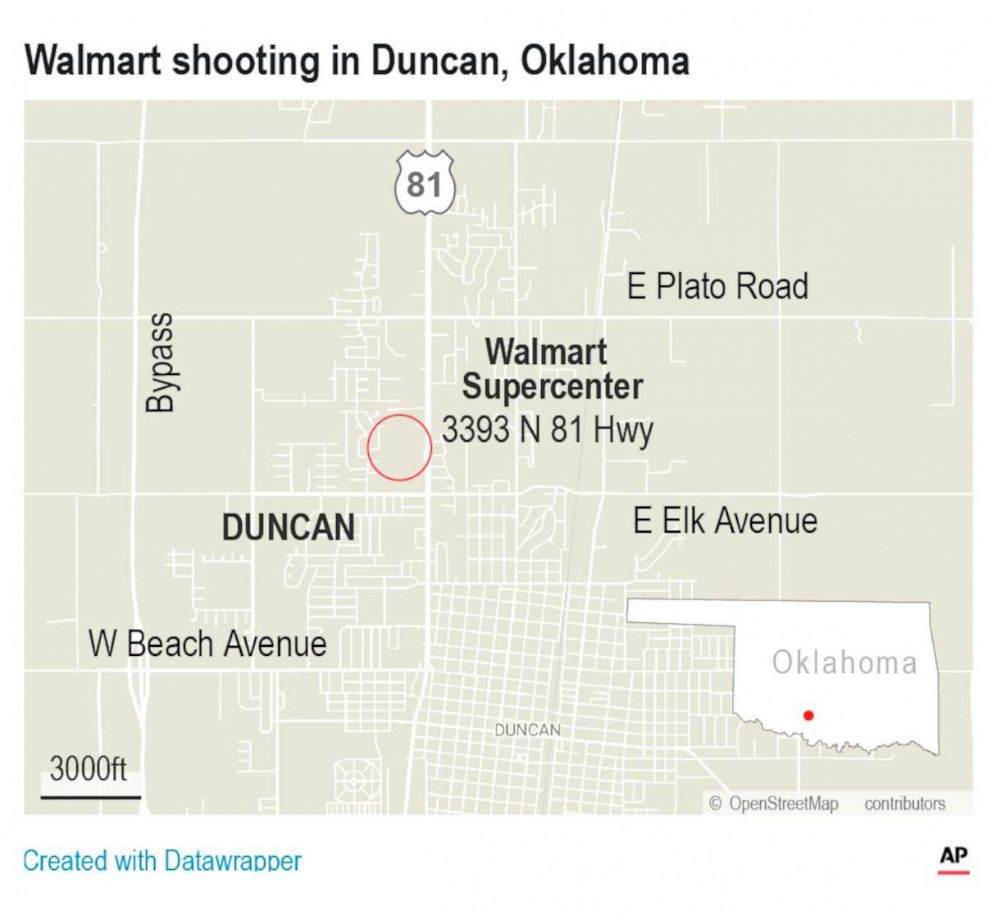 Walmart shooting in Duncan, Oklahoma
81
E Plato Road
Bypass
Walmart
Supercenter
3393 N 81 Hwy
DUNCAN
E Elk Avenue
W Beach Avenue
Oklahoma
DUNCAN
3000ft
© OpenStreetMap contributors
Created with Datawrapper
AP